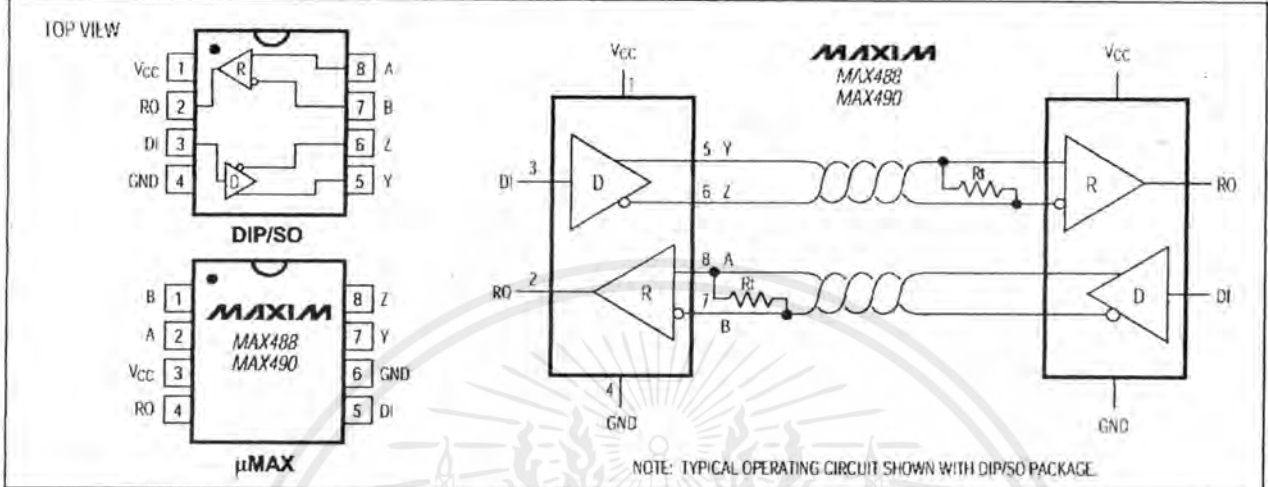 TOP VIEW
VCC 1
RO 2
DI 3
GND 4
8 A
7 B
6 Z
5 Y
R
D
DIP/SO
B 1
A 2
VCC 3
RO 4
8 Z
7 Y
6 GND
5 DI
MAXIM
MAX488
MAX490
µMAX
MAXIM
MAX488
MAX490
VCC
1
DI 3
D
5 Y
6 Z
Rt
R
RO
VCC
RO 2
R
8 A
7
B
Rt
D
DI
4
GND
GND
NOTE: TYPICAL OPERATING CIRCUIT SHOWN WITH DIP/SO PACKAGE.